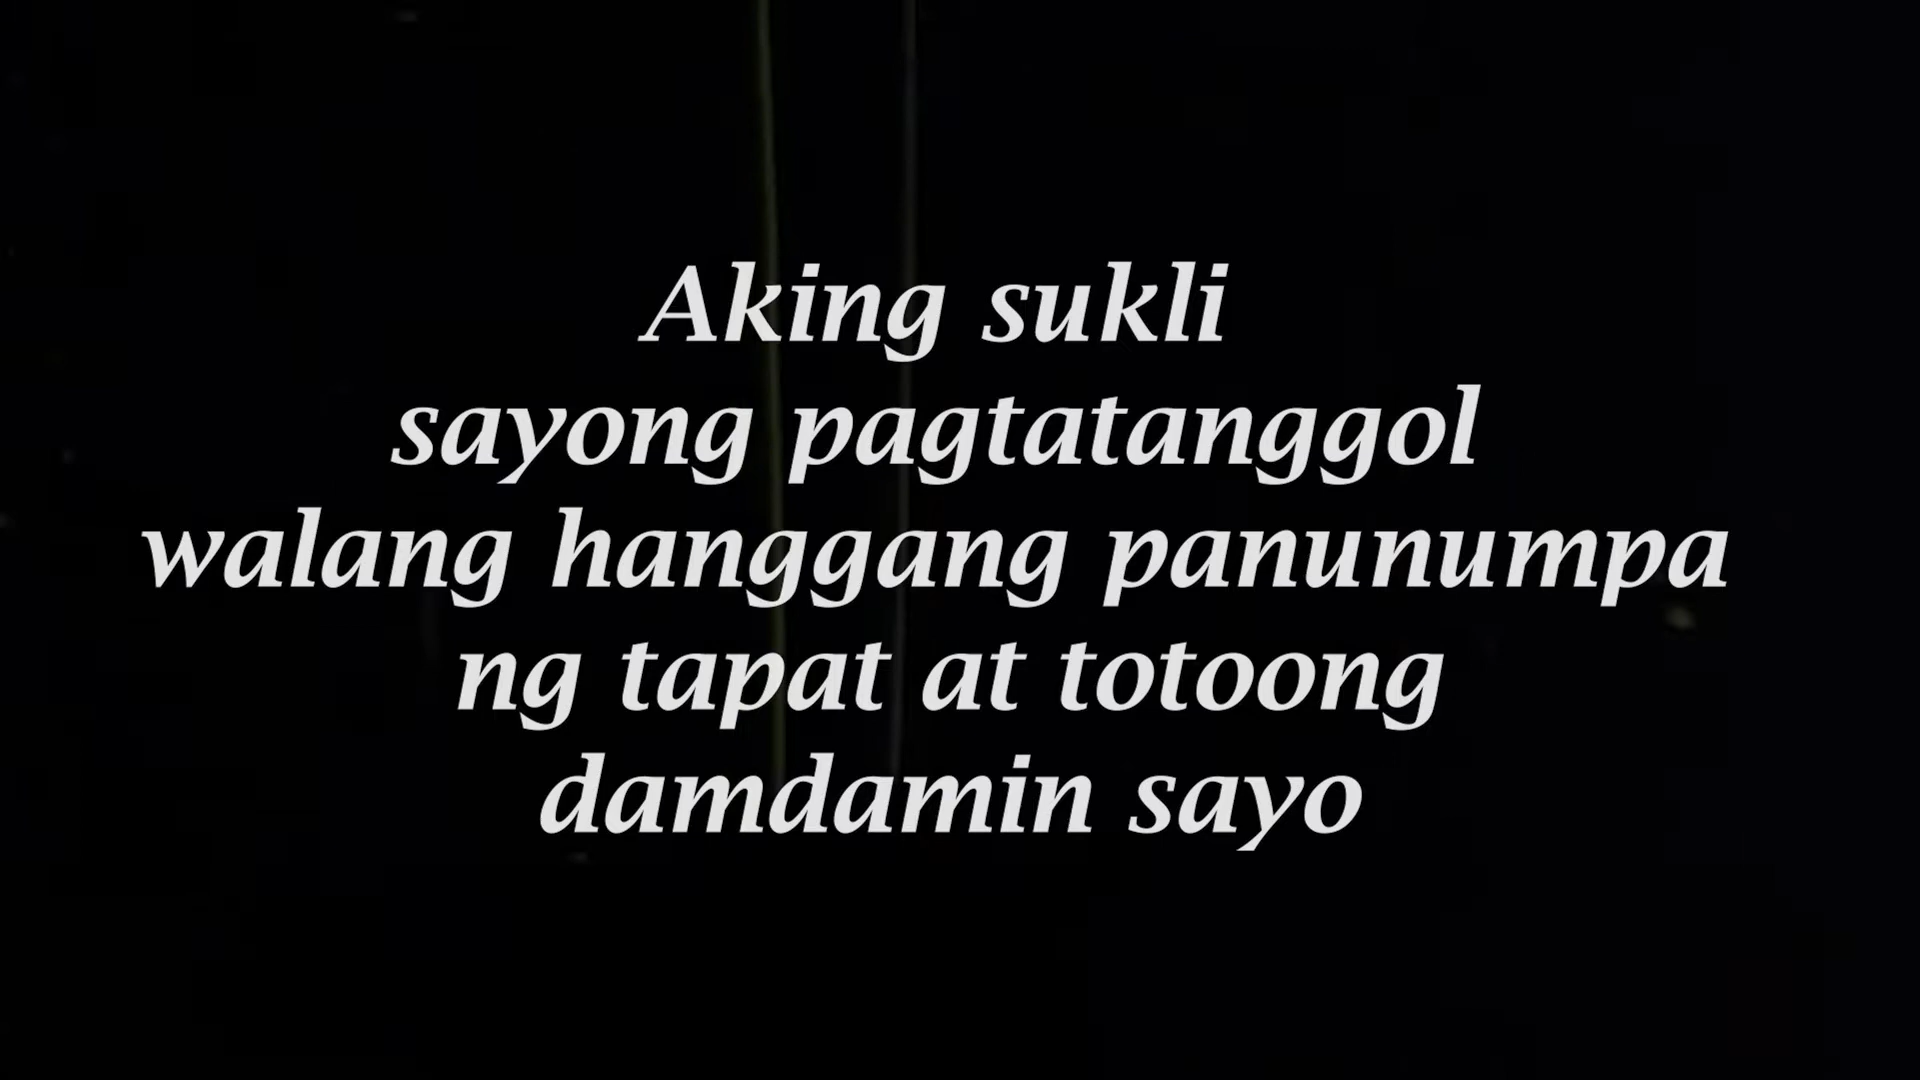 Aking sukli
sayong pagtatanggol
walang hanggang panunumpa
ng tapat at totoong
damdamin sayo